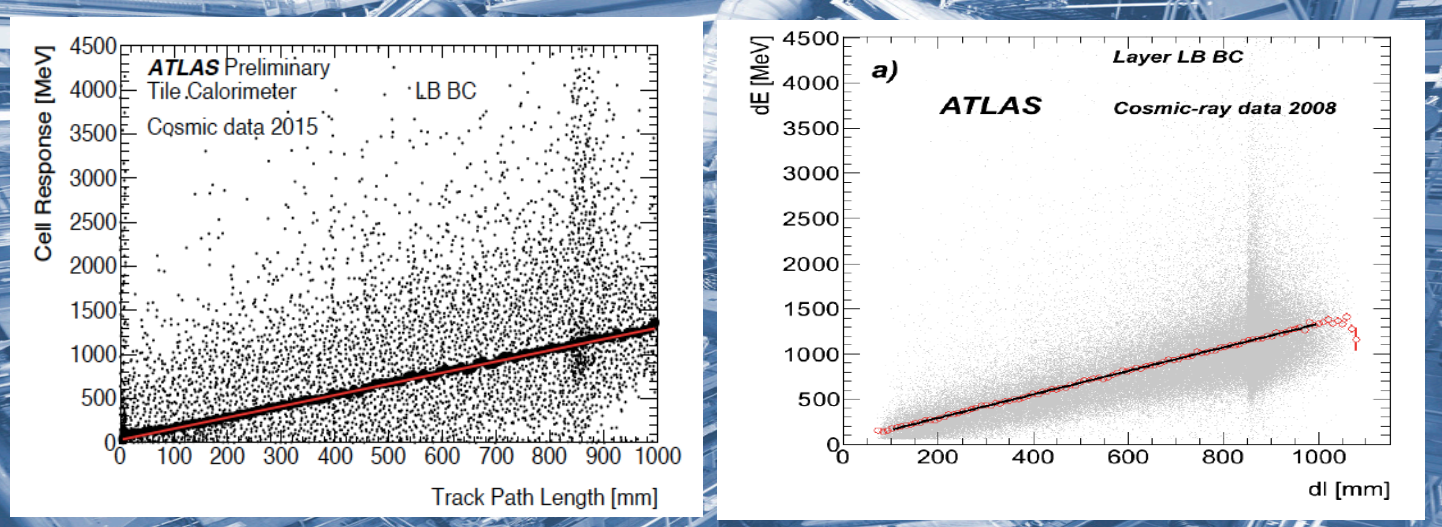 4500
4000
3500
3000
2500
2000
1500
1000
500
0
Cell Response [MeV]
ATLAS Preliminary
Tile Calorimeter
LB BC
Cosmic data 2015
0 100 200 300 400 500 600 700 800 900 1000
Track Path Length [mm]
4500
4000
3500
3000
2500
2000
1500
1000
500
0
dE [MeV]
a)
Layer LB BC
ATLAS
Cosmic-ray data 2008
0 200 400 600 800 1000
dl [mm]